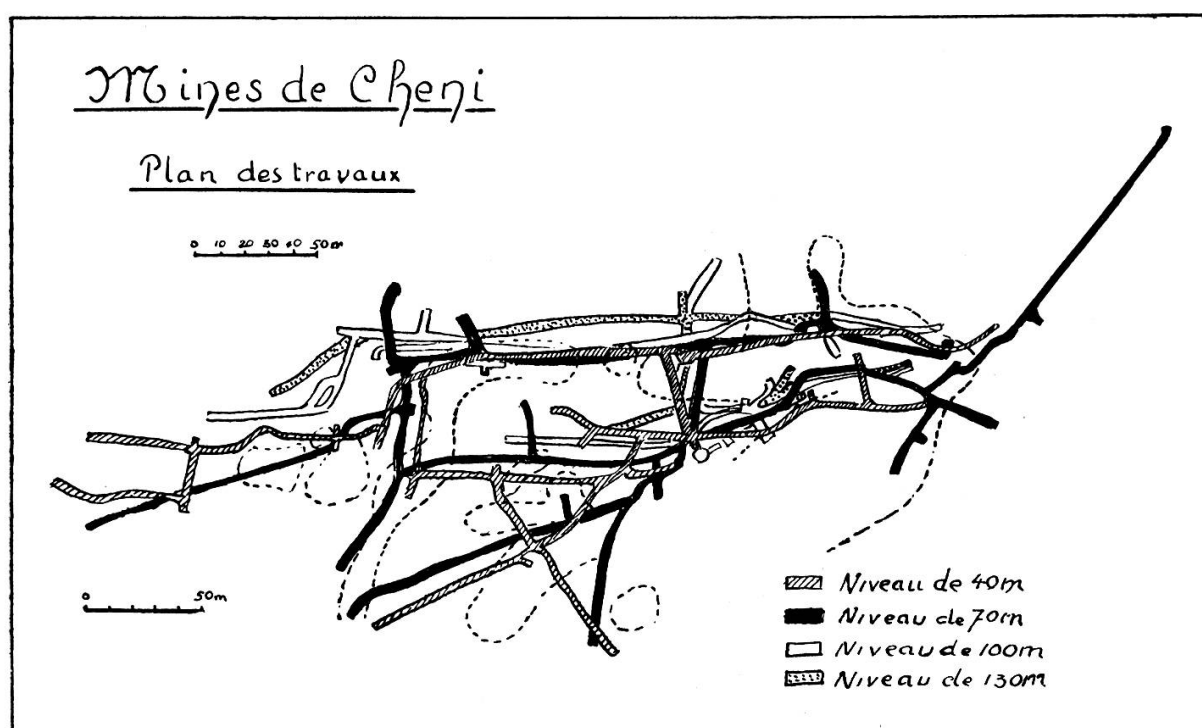 Mines de Cheni
Plan des travaux
0 10 20 30 40 50m
0 50m
Niveau de 40m
Niveau de 70m
Niveau de 100m
Niveau de 130m